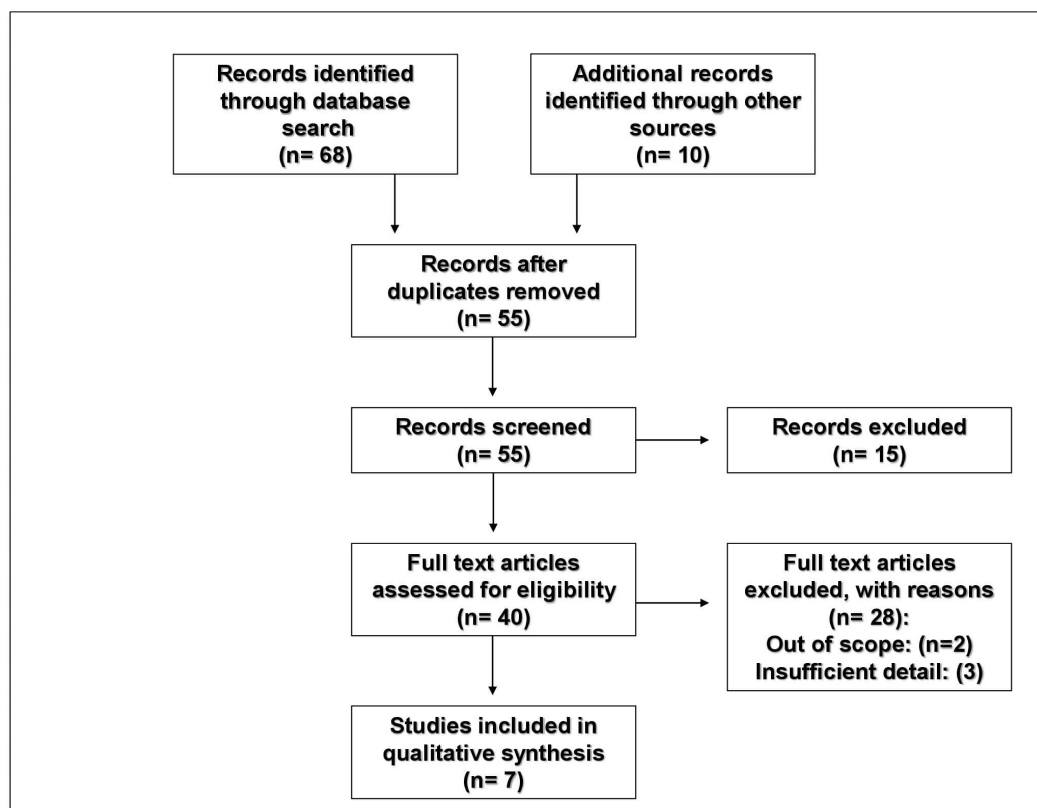 Records identified
through database
search
(n= 68)
Additional records
identified through other
sources
(n= 10)
Records after
duplicates removed
(n= 55)
Records screened
(n= 55)
Records excluded
(n= 15)
Full text articles
assessed for eligibility
(n= 40)
Full text articles
excluded, with reasons
(n= 28):
Out of scope: (n=2)
Insufficient detail: (3)
Studies included in
qualitative synthesis
(n= 7)